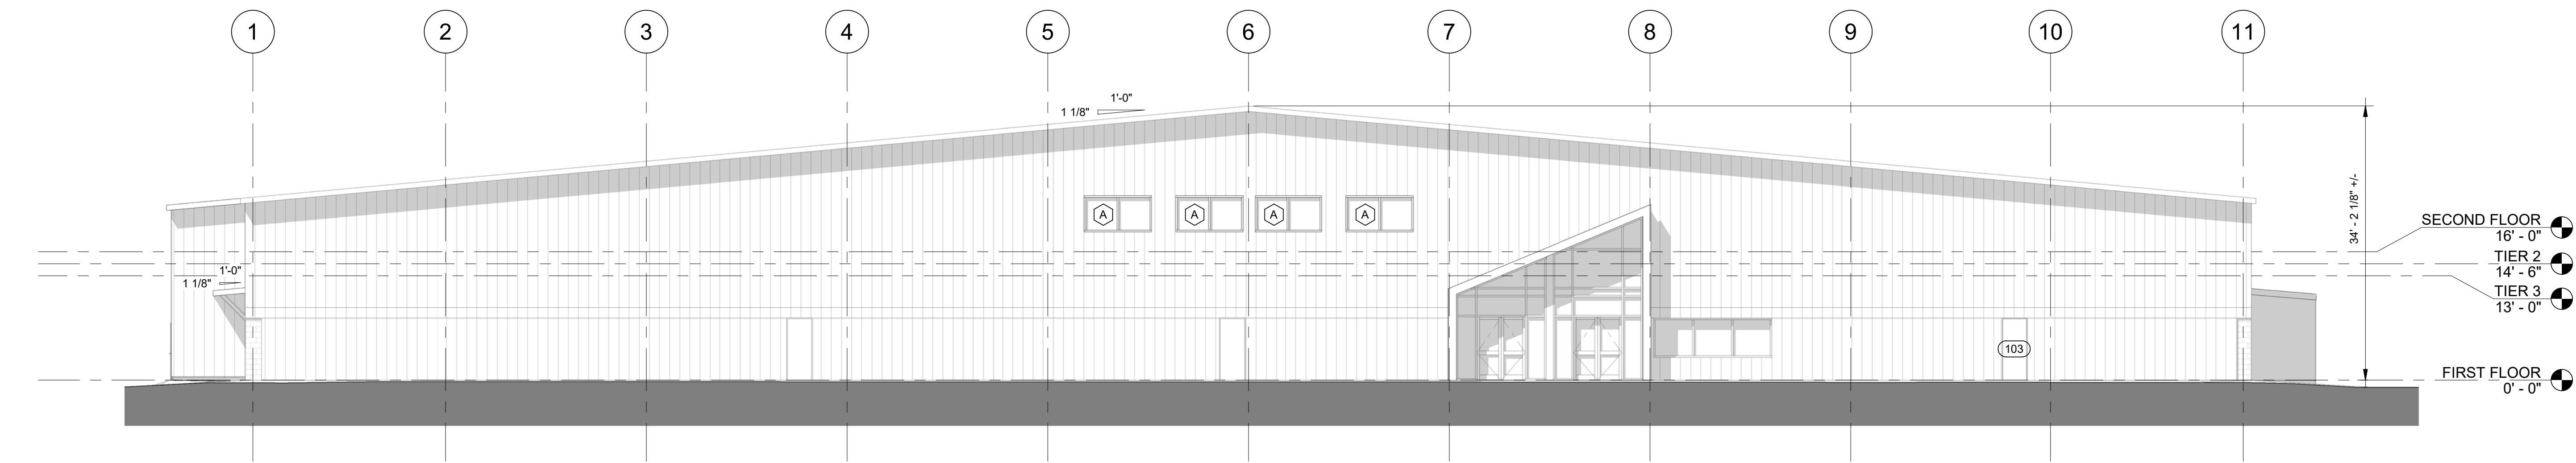 1 2 3 4 5 6 7 8 9 10 11
1'-0"
1 1/8"
A A A A
34' - 2 1/8" +/-
SECOND FLOOR
16' - 0"
TIER 2
14' - 6"
1'-0"
1 1/8"
TIER 3
13' - 0"
103
FIRST FLOOR
0' - 0"